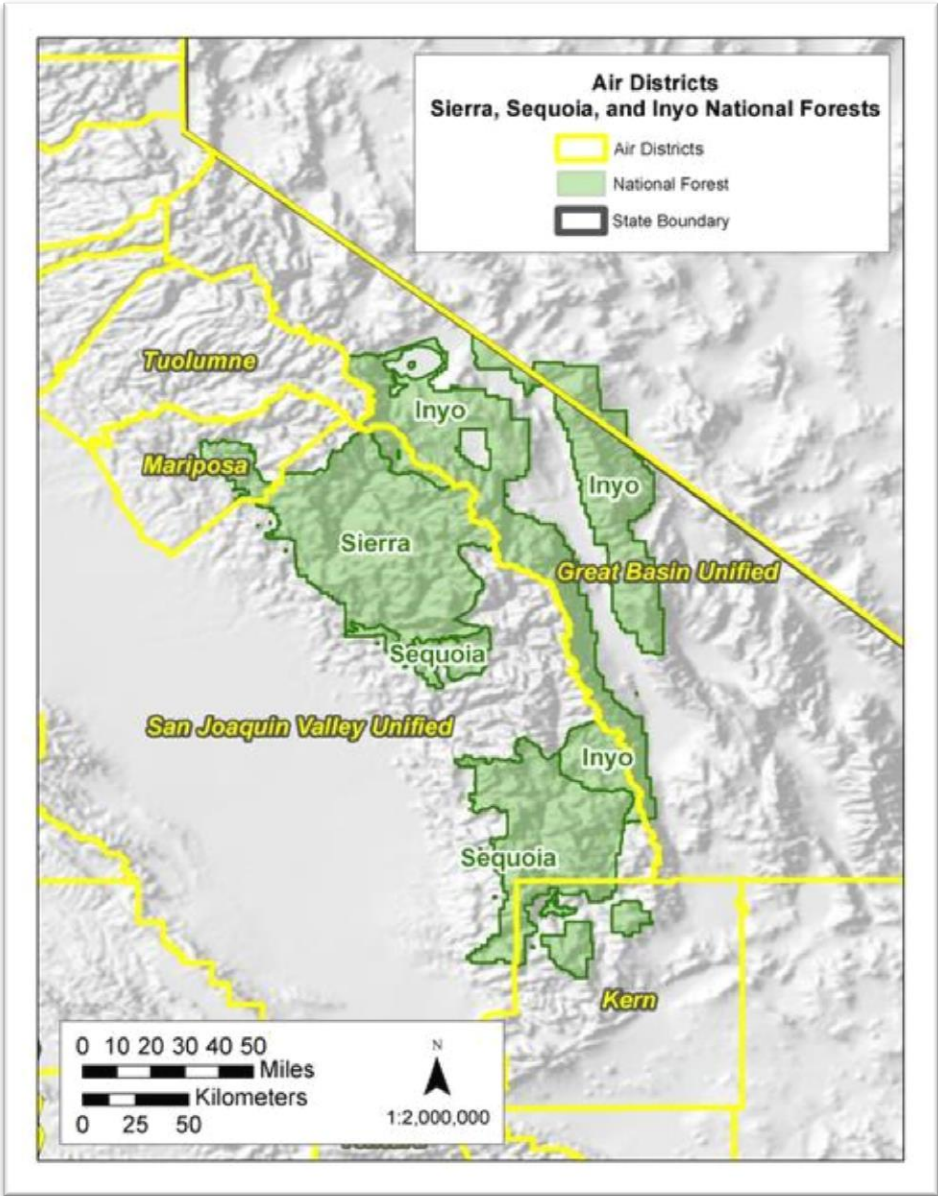 Air Districts
Sierra, Sequoia, and Inyo National Forests
Air Districts
National Forest
State Boundary
Tuolumne
Inyo
Mariposa
Inyo
Sierra
Great Basin Unified
Sequoia
San Joaquin Valley Unified
Inyo
Sequoia
Kern
0 10 20 30 40 50
Miles
Kilometers
0 25 50
N
1:2,000,000